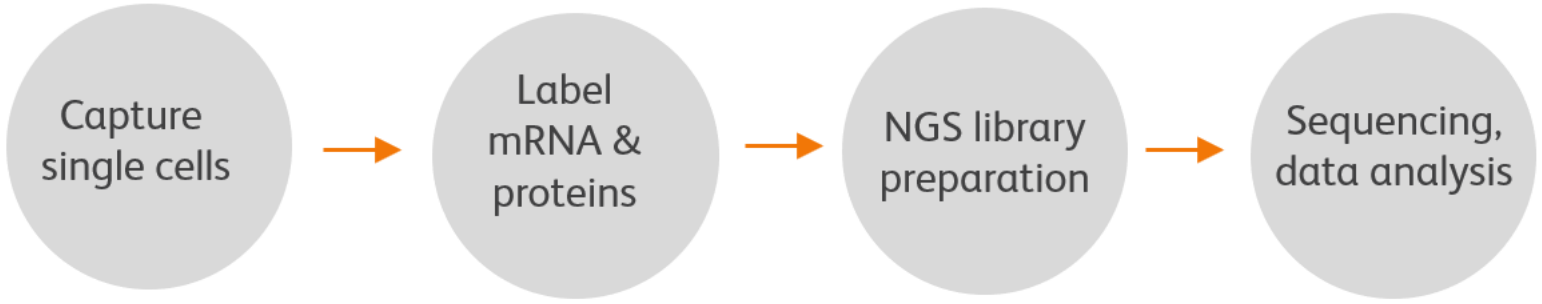 Capture
single cells
Label
mRNA &
proteins
NGS library
preparation
Sequencing,
data analysis